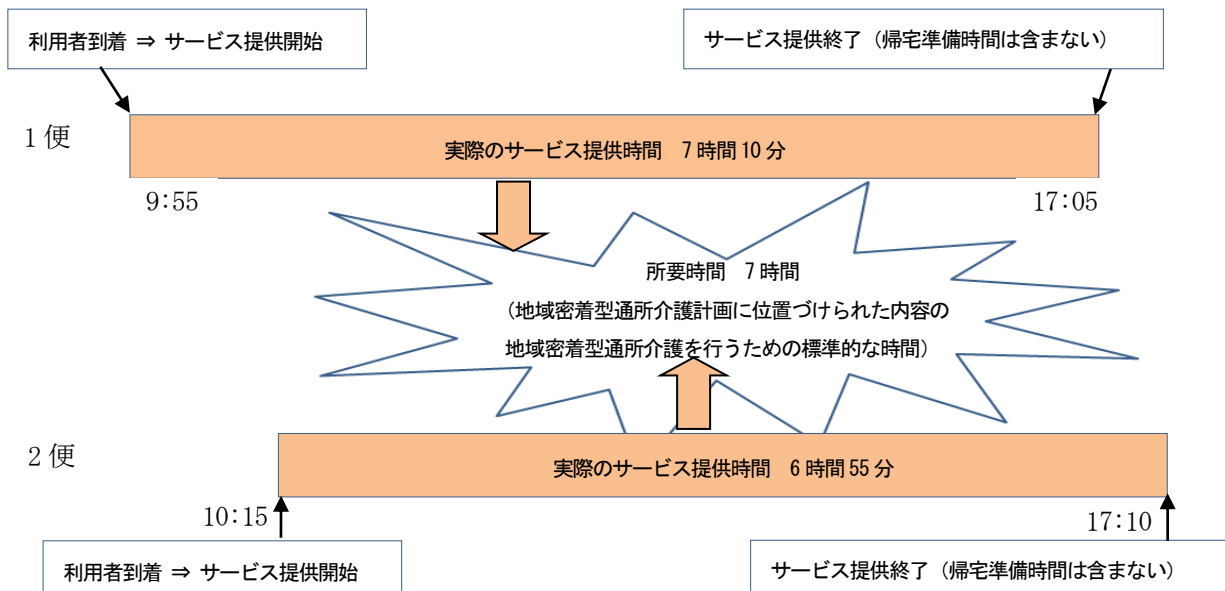 利用者到着 ⇒ サービス提供開始
サービス提供終了（帰宅準備時間は含まない）
1便
実際のサービス提供時間　7時間10分
9:55
17:05
所要時間　7時間
（地域密着型通所介護計画に位置づけられた内容の
地域密着型通所介護を行うための標準的な時間）
2便
実際のサービス提供時間　6時間55分
10:15
17:10
利用者到着 ⇒ サービス提供開始
サービス提供終了（帰宅準備時間は含まない）